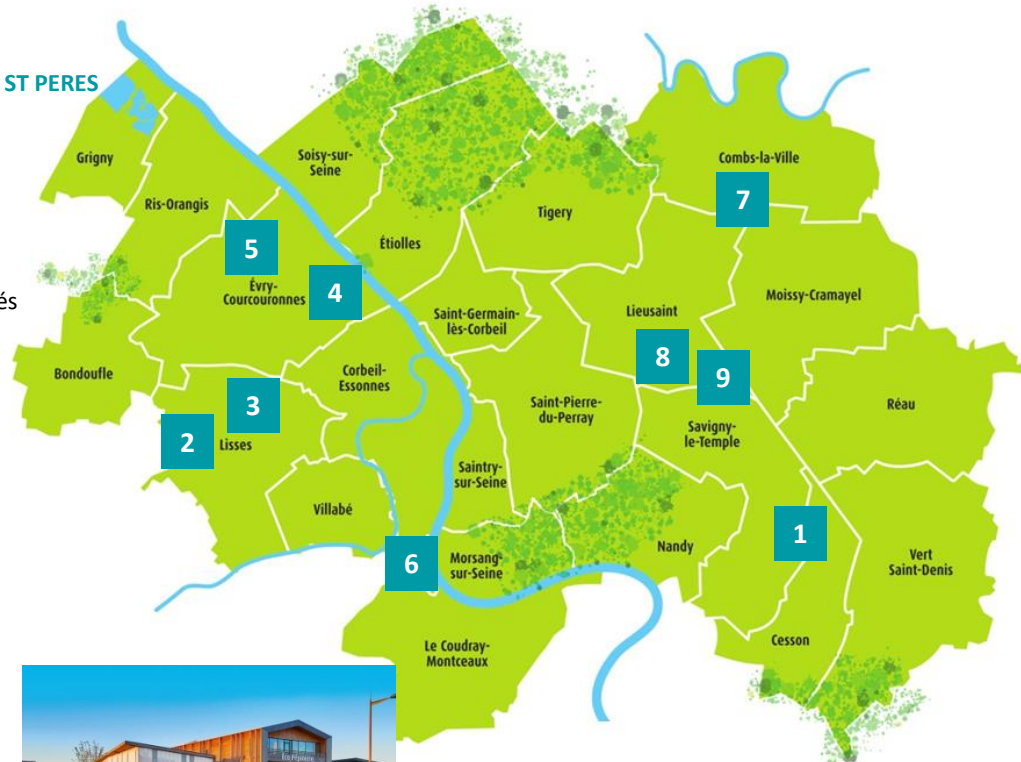 ST PERES
Grigny
Soisy-sur-
Seine
Combs-la-Ville
Ris-Orangis
7
Tigery
5
Étiolles
Évry-
Courcouronnes
4
és
Moissy-Cramayel
Saint-Germain-
lès-Corbeil
Lieusaint
8
9
Bondoufle
Corbeil-
Essonnes
3
Saint-Pierre-
du-Perray
Réau
2
Lisses
Savigny-
le-Temple
Saintry-
sur-Seine
Villabé
1
Nandy
6
Morsang-
sur-Seine
Vert
Saint-Denis
Cesson
Le Coudray-
Montceaux